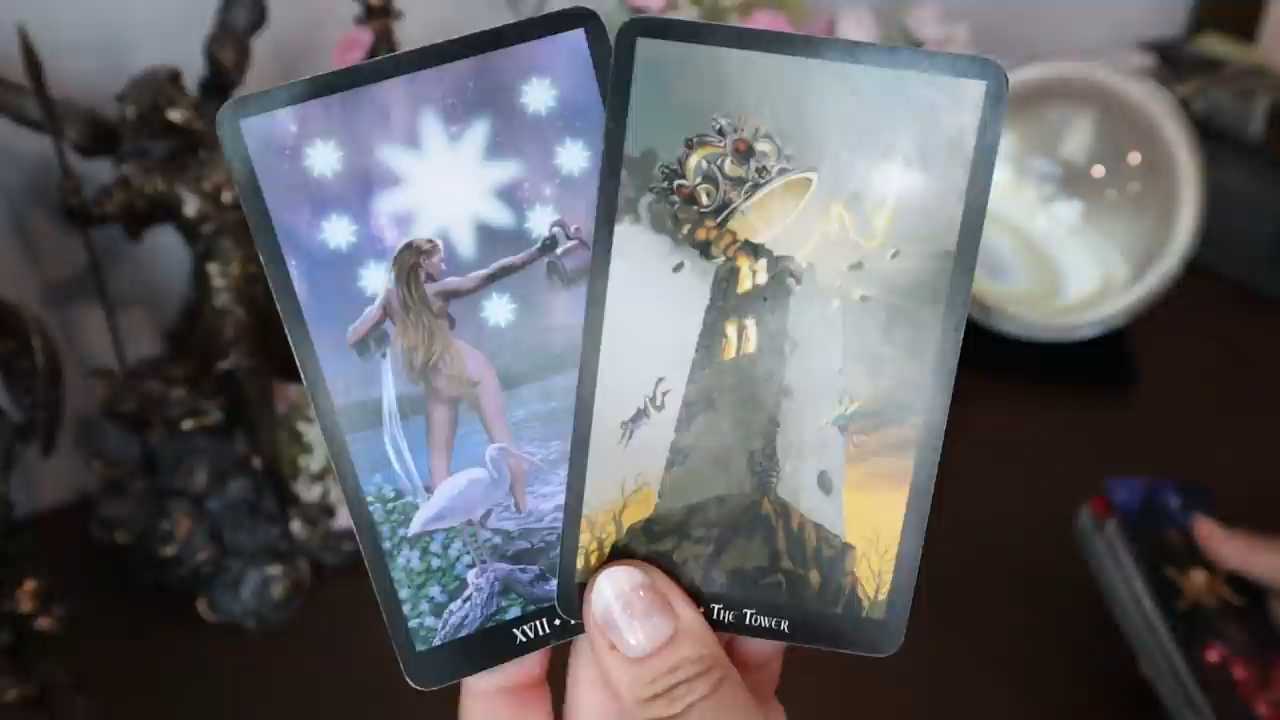 XVII •
• THE TOWER